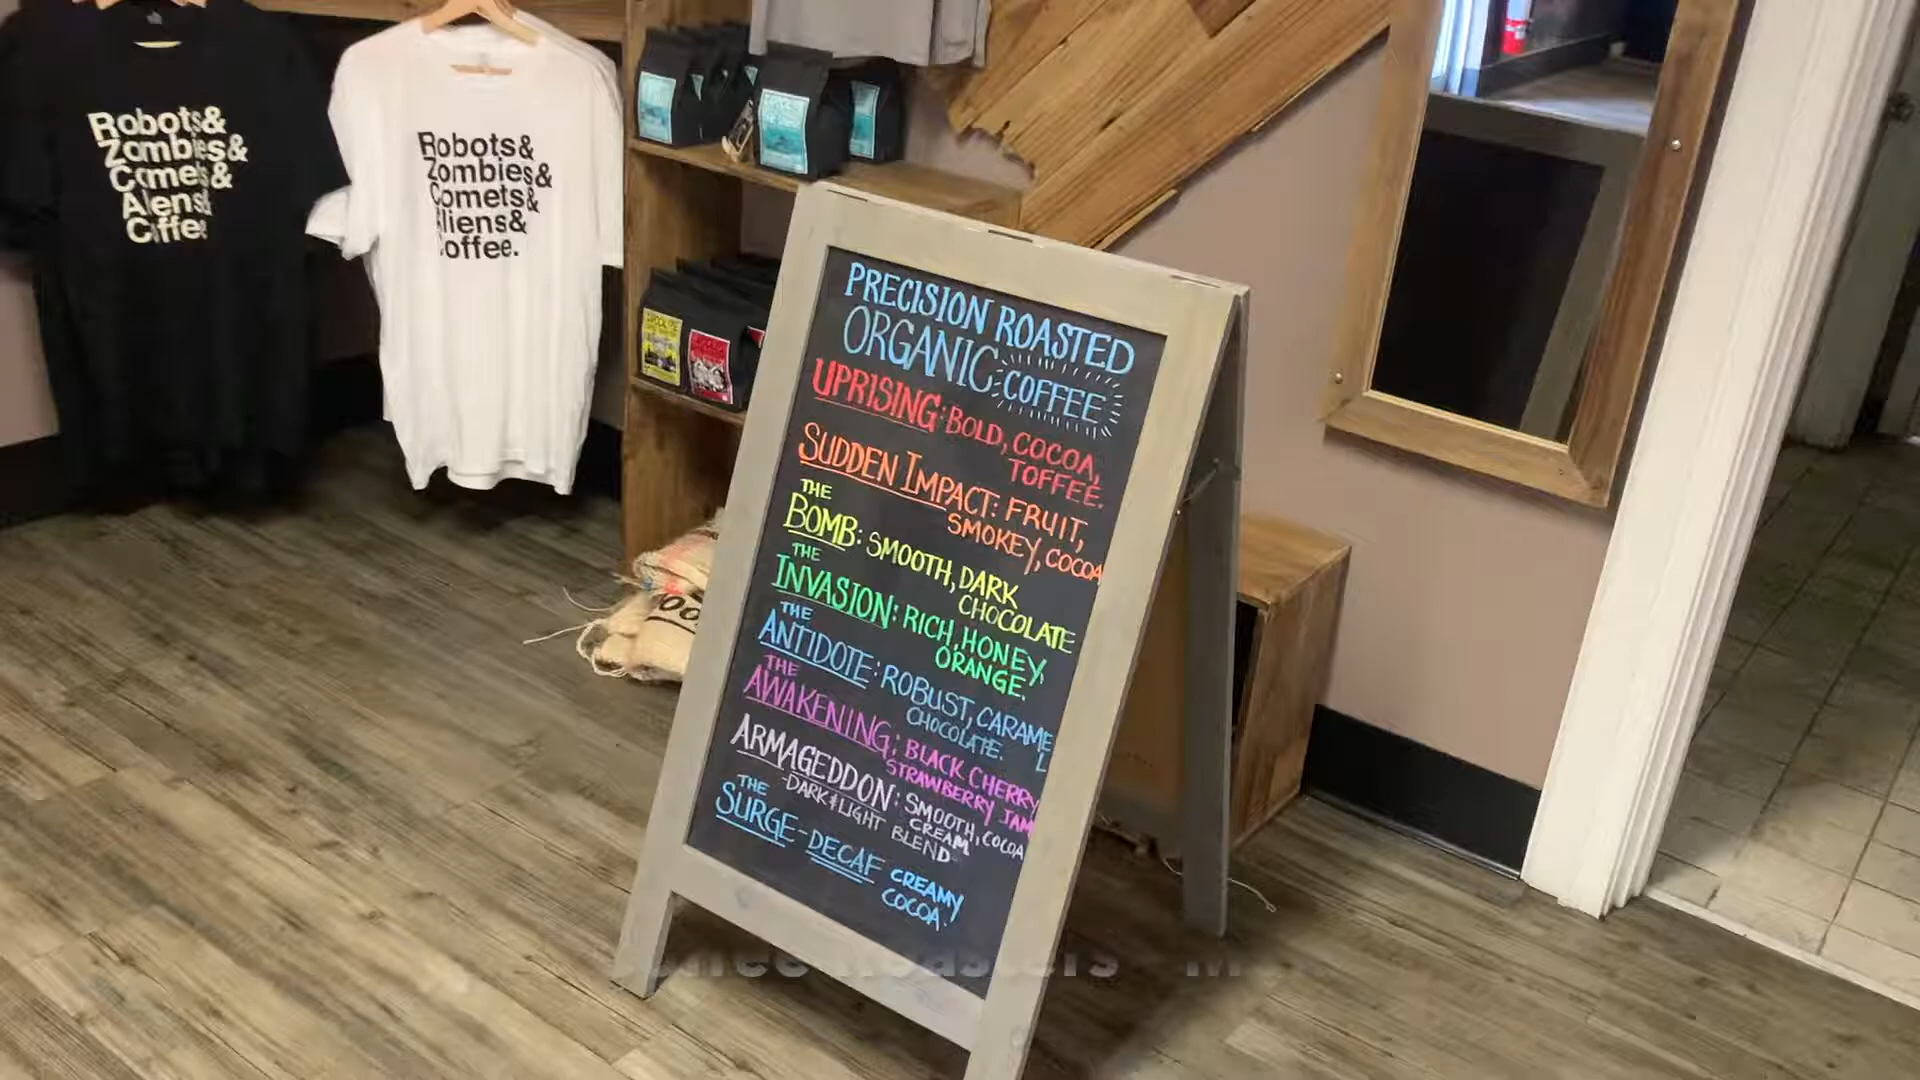 Robots&
Zombies&
Comets&
Aliens&
Coffe.
Robots&
Zombies&
Comets&
Aliens&
Coffee.
PRECISION ROASTED
ORGANIC COFFEE
UPRISING: BOLD, COCOA,
TOFFEE.
SUDDEN IMPACT: FRUIT,
SMOKEY, COCOA
THE
BOMB: SMOOTH, DARK
CHOCOLATE
THE
INVASION: RICH, HONEY,
ORANGE.
THE
ANTIDOTE: ROBUST, CARAMEL
CHOCOLATE.
THE
AWAKENING: BLACK CHERRY
STRAWBERRY JAM
ARMAGEDDON: SMOOTH, COCOA
CREAM
-DARK & LIGHT BLEND-
THE
SURGE-DECAF CREAMY
COCOA.